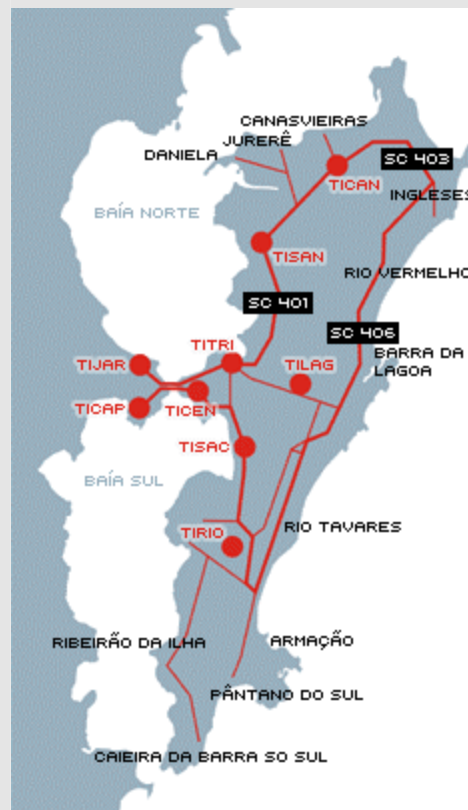 CANASVIEIRAS
JURERÊ
DANIELA
SC 403
TICAN
INGLESES
BAÍA NORTE
TISAN
RIO VERMELHO
SC 401
SC 406
TITRI
BARRA DA
LAGOA
TIJAR
TILAG
TICAP
TICEN
TISAC
BAÍA SUL
RIO TAVARES
TIRIO
RIBEIRÃO DA ILHA
ARMAÇÃO
PÂNTANO DO SUL
CAIEIRA DA BARRA SO SUL